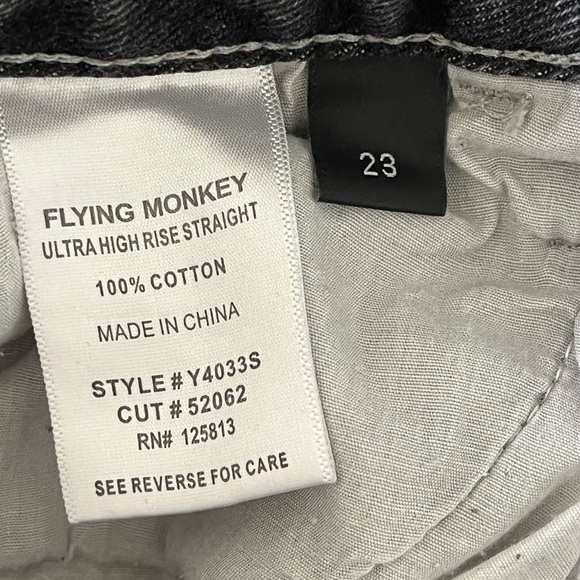 FLYING MONKEY
ULTRA HIGH RISE STRAIGHT
100% COTTON
MADE IN CHINA
STYLE # Y4033S
CUT # 52062
RN# 125813
SEE REVERSE FOR CARE
23